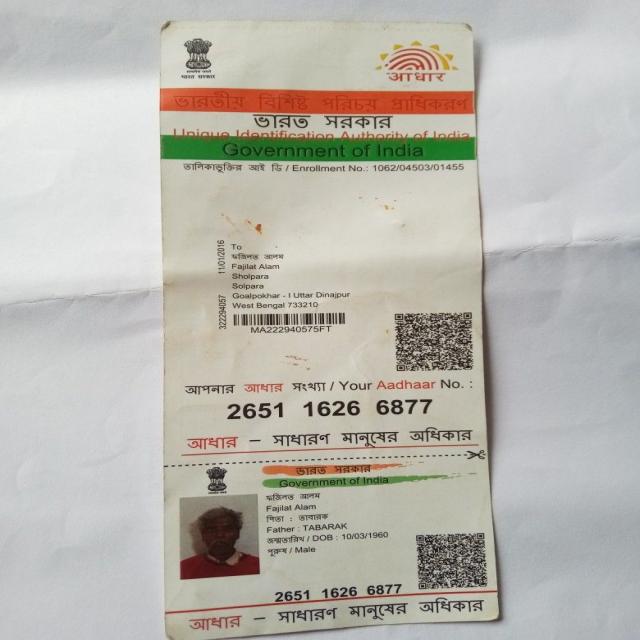 भारत सरकार
आधार
ভারতীয় বিশিষ্ট পরিচয় প্রাধিকরণ
ভারত সরকার
Unique Identification Authority of India
Government of India
তালিকাভুক্তির আই ডি / Enrollment No.: 1062/04503/01455
11/01/2016
322294057
To
ফজিলত আলম
Fajilat Alam
Sholpara
Solpara
Goalpokhar - I Uttar Dinajpur
West Bengal 733210
MA222940575FT
আপনার আধার সংখ্যা / Your Aadhaar No. :
2651 1626 6877
আধার – সাধারণ মানুষের অধিকার
ভারত সরকার
Government of India
ফজিলত আলম
Fajilat Alam
পিতা : তাবারক
Father : TABARAK
জন্মতারিখ / DOB : 10/03/1960
পুরুষ / Male
2651 1626 6877
আধার – সাধারণ মানুষের অধিকার